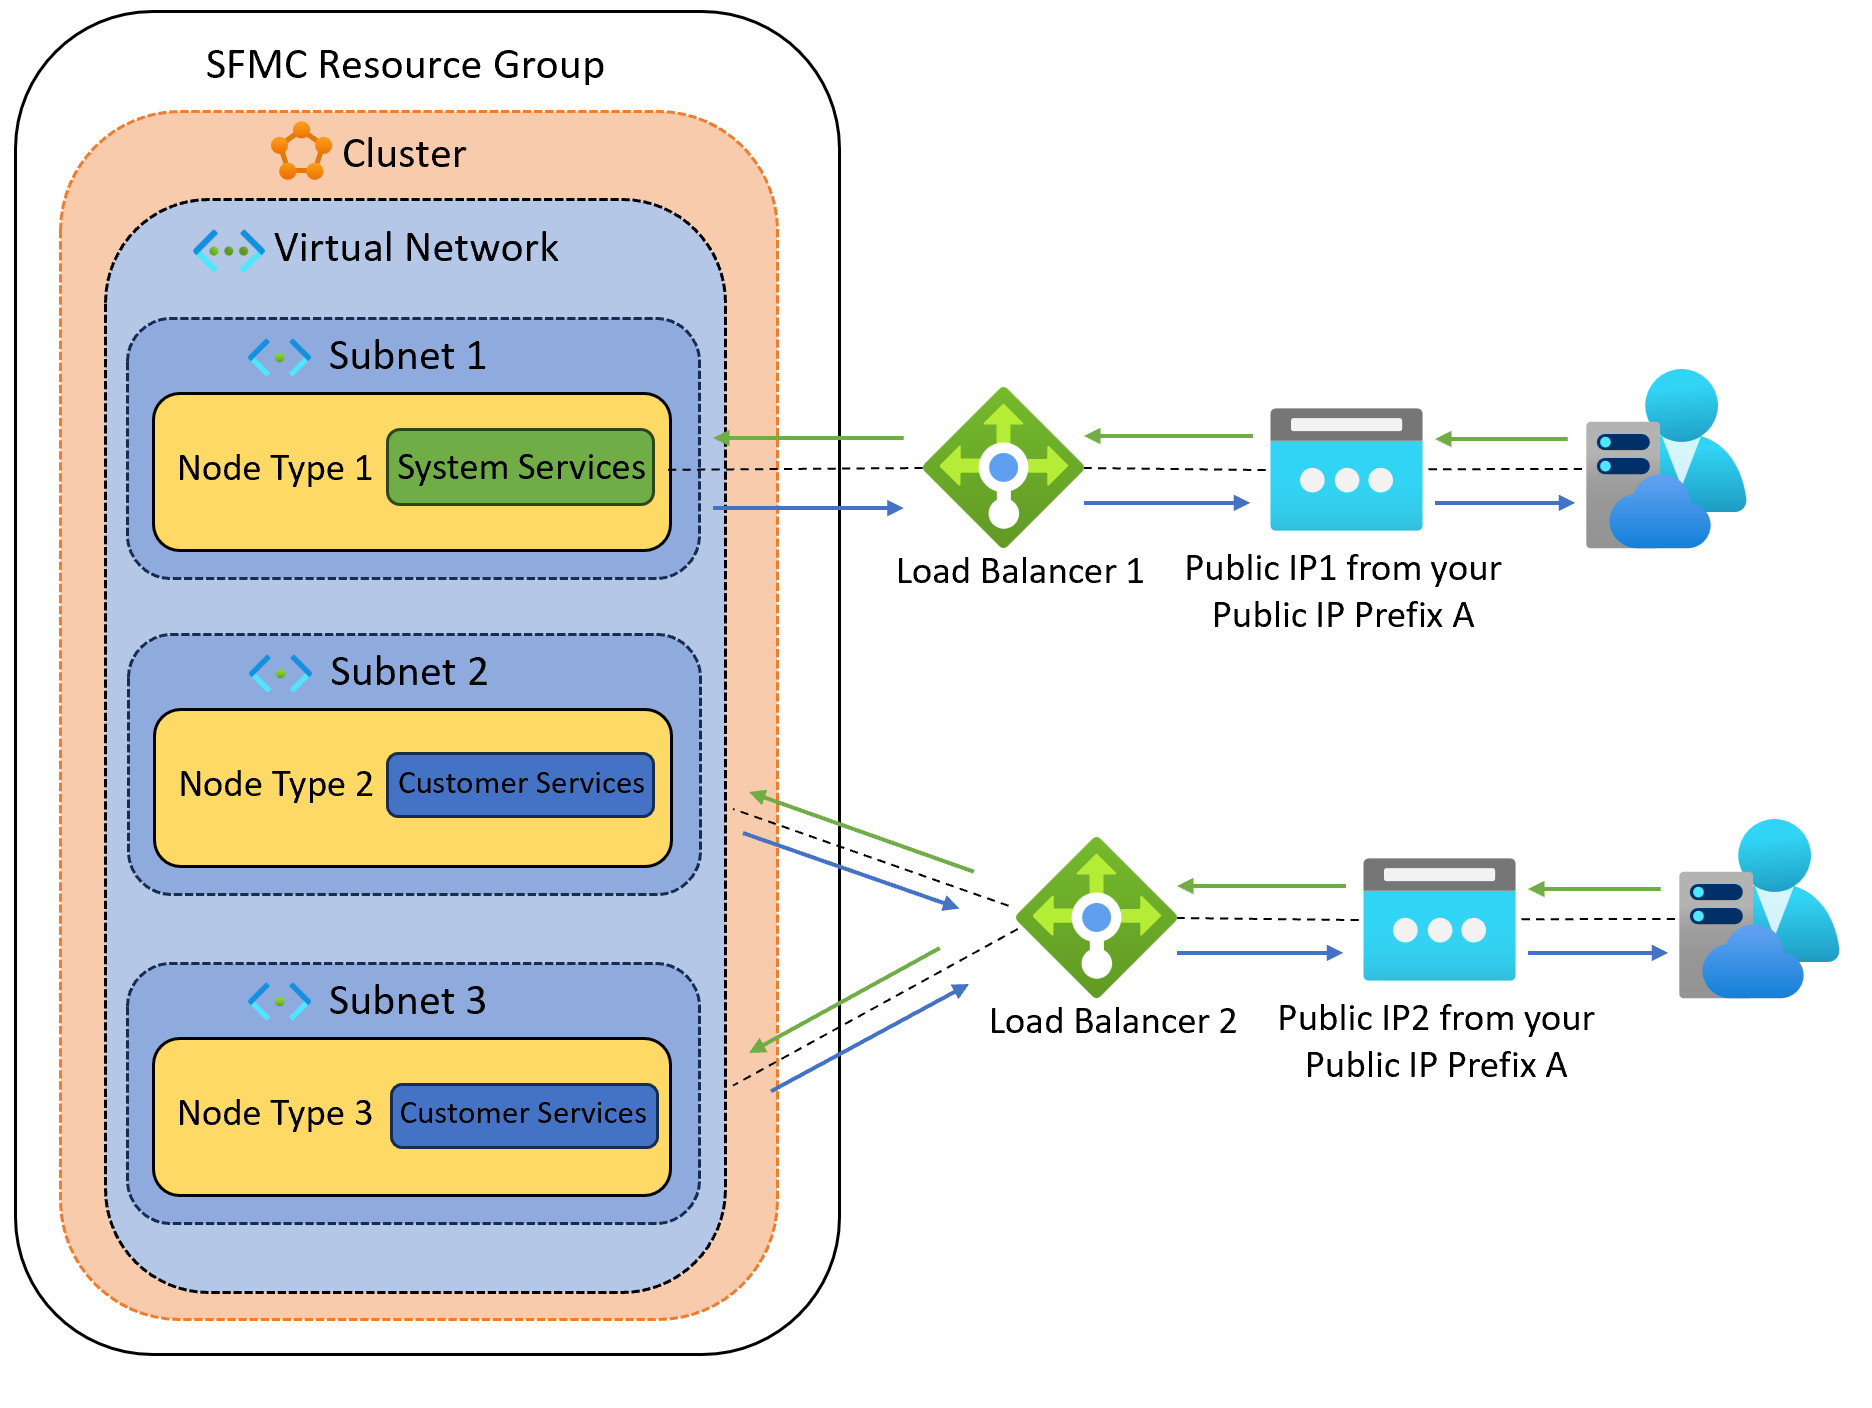 SFMC Resource Group
Cluster
Virtual Network
Subnet 1
Node Type 1
System Services
Load Balancer 1
Public IP1 from your
Public IP Prefix A
Subnet 2
Node Type 2
Customer Services
Load Balancer 2
Public IP2 from your
Public IP Prefix A
Subnet 3
Node Type 3
Customer Services